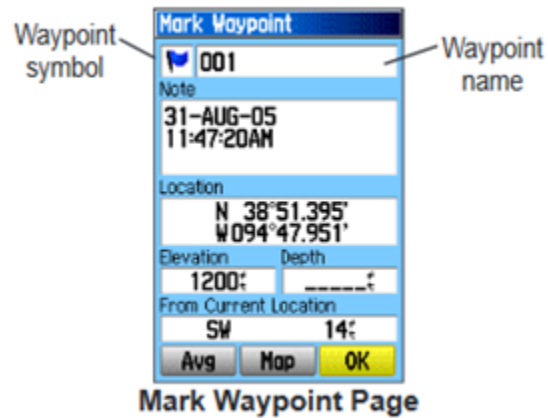 Mark Waypoint
Waypoint symbol
001
Waypoint name
Note
31-AUG-05
11:47:20AM
Location
N 38°51.395'
W094°47.951'
Elevation Depth
1200ft _____ft
From Current Location
SW 14ft
Avg Map OK
Mark Waypoint Page